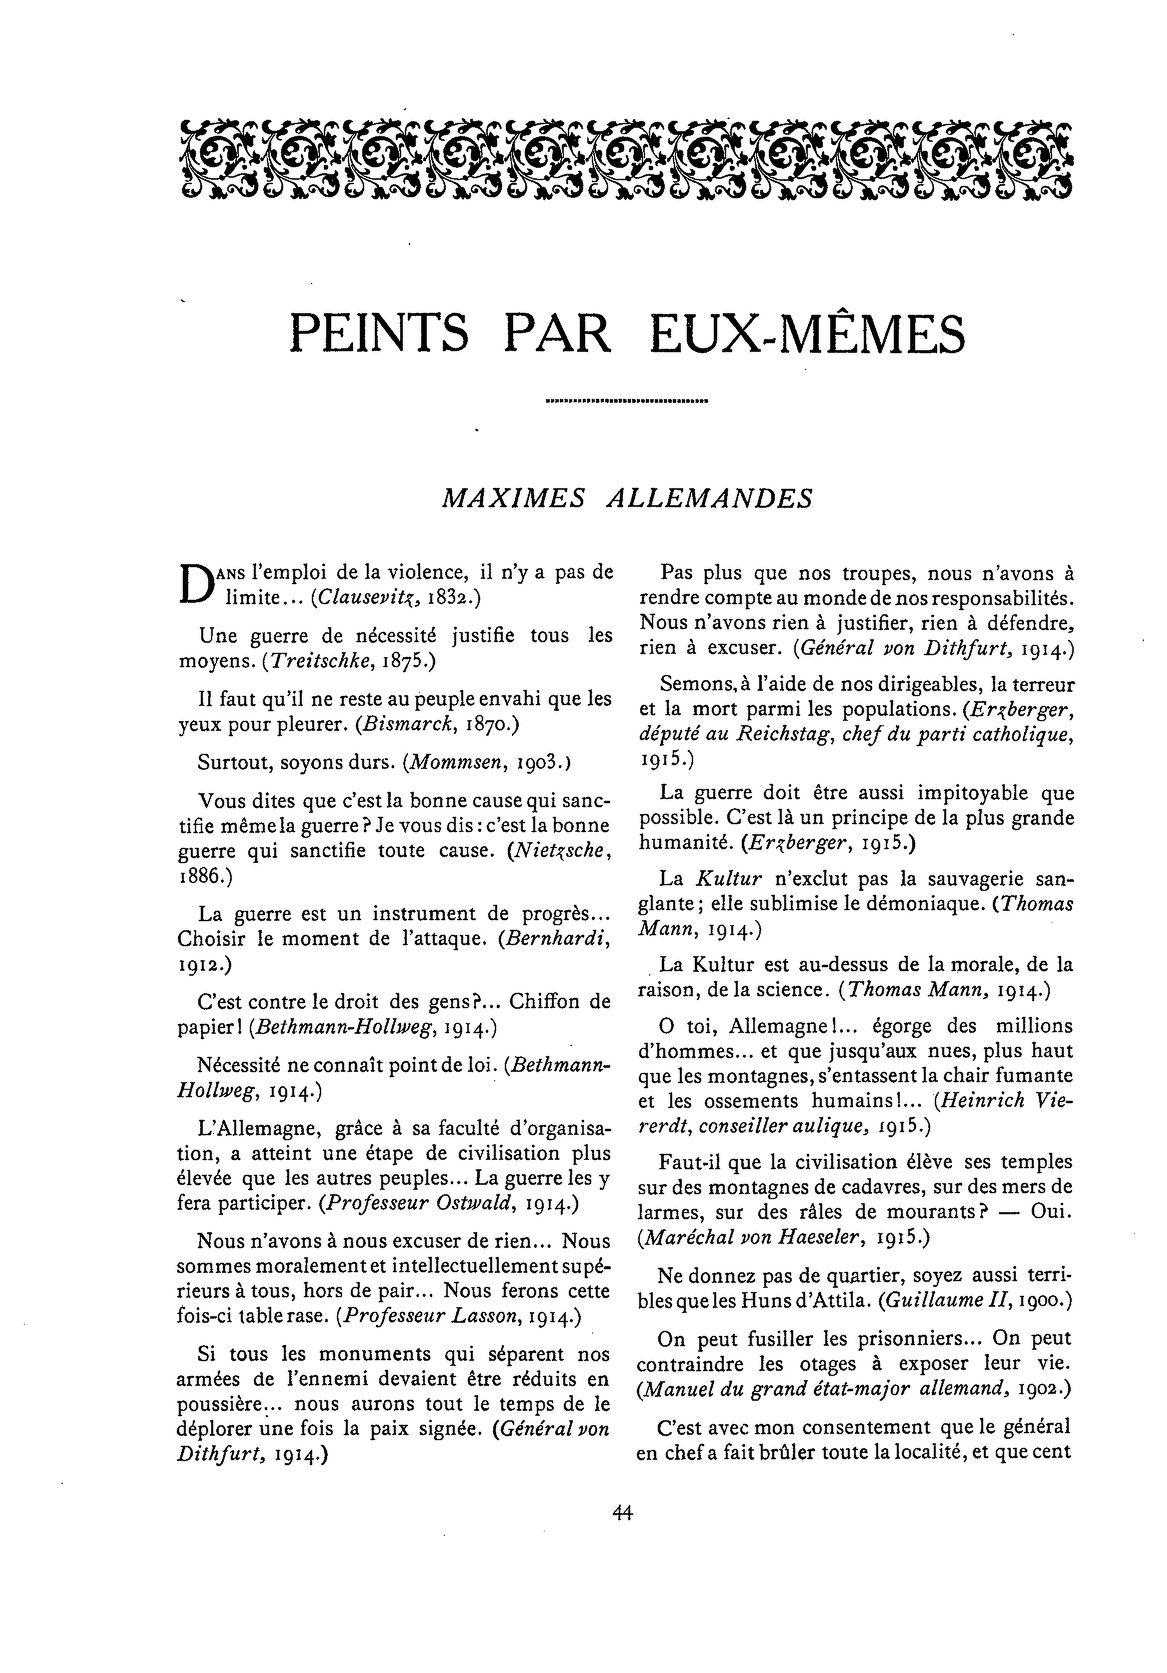 PEINTS PAR EUX-MÊMES
MAXIMES ALLEMANDES
DANS l'emploi de la violence, il n'y a pas de
limite... (Clausevitz, 1832.)
Une guerre de nécessité justifie tous les
moyens. (Treitschke, 1875.)
Il faut qu'il ne reste au peuple envahi que les
yeux pour pleurer. (Bismarck, 1870.)
Surtout, soyons durs. (Mommsen, 1903.)
Vous dites que c'est la bonne cause qui sanc-
tifie même la guerre ? Je vous dis : c'est la bonne
guerre qui sanctifie toute cause. (Nietzsche,
1886.)
La guerre est un instrument de progrès...
Choisir le moment de l'attaque. (Bernhardi,
1912.)
C'est contre le droit des gens?... Chiffon de
papier! (Bethmann-Hollweg, 1914.)
Nécessité ne connaît point de loi. (Bethmann-
Hollweg, 1914.)
L'Allemagne, grâce à sa faculté d'organisa-
tion, a atteint une étape de civilisation plus
élevée que les autres peuples... La guerre les y
fera participer. (Professeur Ostwald, 1914.)
Nous n'avons à nous excuser de rien... Nous
sommes moralement et intellectuellement supé-
rieurs à tous, hors de pair... Nous ferons cette
fois-ci table rase. (Professeur Lasson, 1914.)
Si tous les monuments qui séparent nos
armées de l'ennemi devaient être réduits en
poussière... nous aurons tout le temps de le
déplorer une fois la paix signée. (Général von
Dithfurt, 1914.)
Pas plus que nos troupes, nous n'avons à
rendre compte au monde de nos responsabilités.
Nous n'avons rien à justifier, rien à défendre,
rien à excuser. (Général von Dithfurt, 1914.)
Semons, à l'aide de nos dirigeables, la terreur
et la mort parmi les populations. (Erzberger,
député au Reichstag, chef du parti catholique,
1915.)
La guerre doit être aussi impitoyable que
possible. C'est là un principe de la plus grande
humanité. (Erzberger, 1915.)
La Kultur n'exclut pas la sauvagerie san-
glante ; elle sublimise le démoniaque. (Thomas
Mann, 1914.)
La Kultur est au-dessus de la morale, de la
raison, de la science. (Thomas Mann, 1914.)
O toi, Allemagne!... égorge des millions
d'hommes... et que jusqu'aux nues, plus haut
que les montagnes, s'entassent la chair fumante
et les ossements humains!... (Heinrich Vie-
rerdt, conseiller aulique, 1915.)
Faut-il que la civilisation élève ses temples
sur des montagnes de cadavres, sur des mers de
larmes, sur des râles de mourants ? — Oui.
(Maréchal von Haeseler, 1915.)
Ne donnez pas de quartier, soyez aussi terri-
bles que les Huns d'Attila. (Guillaume II, 1900.)
On peut fusiller les prisonniers... On peut
contraindre les otages à exposer leur vie.
(Manuel du grand état-major allemand, 1902.)
C'est avec mon consentement que le général
en chef a fait brûler toute la localité, et que cent
44